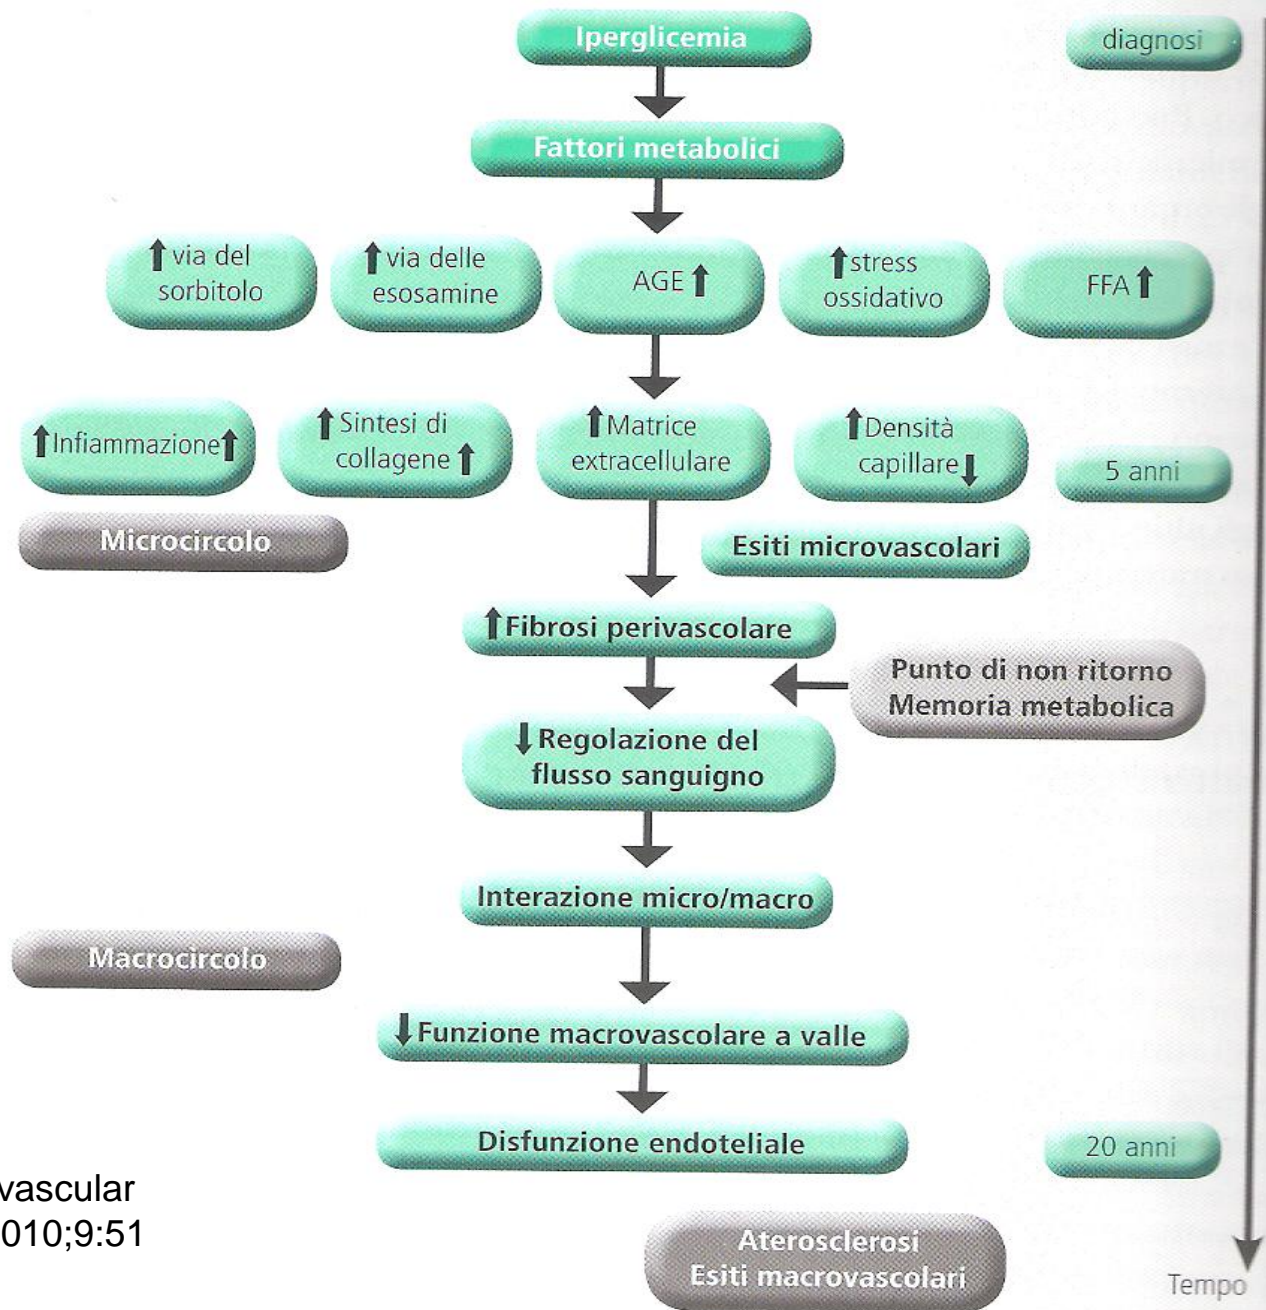 Iperglicemia
diagnosi
Fattori metabolici
via del
sorbitolo
via delle
esosamine
AGE
stress
ossidativo
FFA
Infiammazione
Sintesi di
collagene
Matrice
extracellulare
Densità
capillare
5 anni
Microcircolo
Esiti microvascolari
Fibrosi perivascolare
Punto di non ritorno
Memoria metabolica
Regolazione del
flusso sanguigno
Interazione micro/macro
Macrocircolo
Funzione macrovascolare a valle
Disfunzione endoteliale
20 anni
vascular
010;9:51
Aterosclerosi
Esiti macrovascolari
Tempo